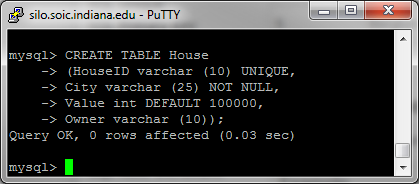 silo.soic.indiana.edu - PuTTY
mysql> CREATE TABLE House
    -> (HouseID varchar (10) UNIQUE,
    -> City varchar (25) NOT NULL,
    -> Value int DEFAULT 100000,
    -> Owner varchar (10));
Query OK, 0 rows affected (0.03 sec)
mysql>